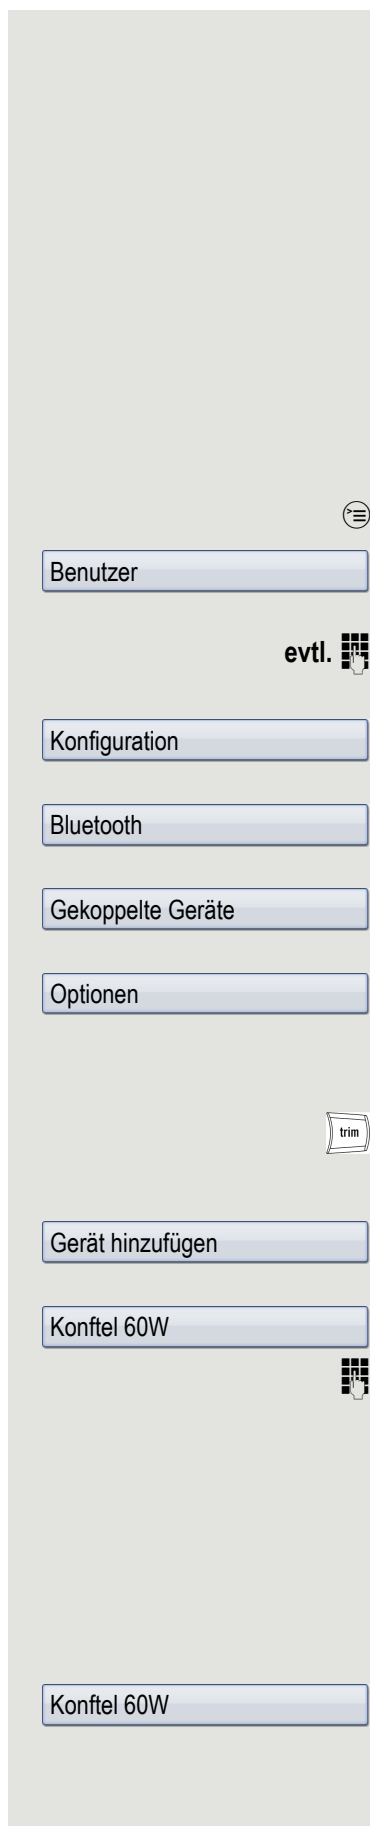 Benutzer
evtl.
Konfiguration
Bluetooth
Gekoppelte Geräte
Optionen
trim
Gerät hinzufügen
Konftel 60W
Konftel 60W